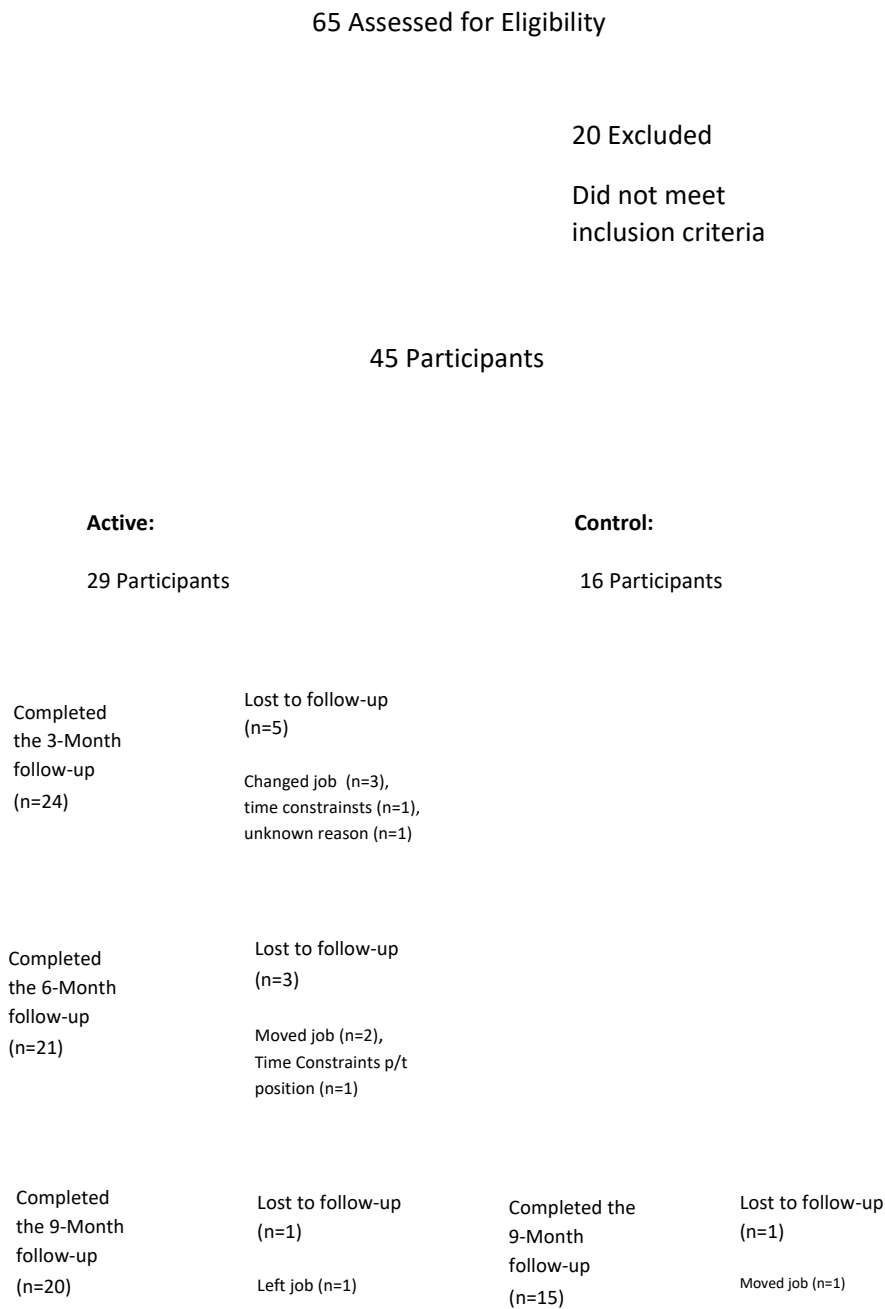 65 Assessed for Eligibility
20 Excluded
Did not meet
inclusion criteria
45 Participants
Active:
29 Participants
Control:
16 Participants
Completed
the 3-Month
follow-up
(n=24)
Lost to follow-up
(n=5)
Changed job  (n=3),
time constrainsts (n=1),
unknown reason (n=1)
Completed
the 6-Month
follow-up
(n=21)
Lost to follow-up
(n=3)
Moved job (n=2),
Time Constraints p/t
position (n=1)
Completed
the 9-Month
follow-up
(n=20)
Lost to follow-up
(n=1)
Left job (n=1)
Completed the
9-Month
follow-up
(n=15)
Lost to follow-up
(n=1)
Moved job (n=1)